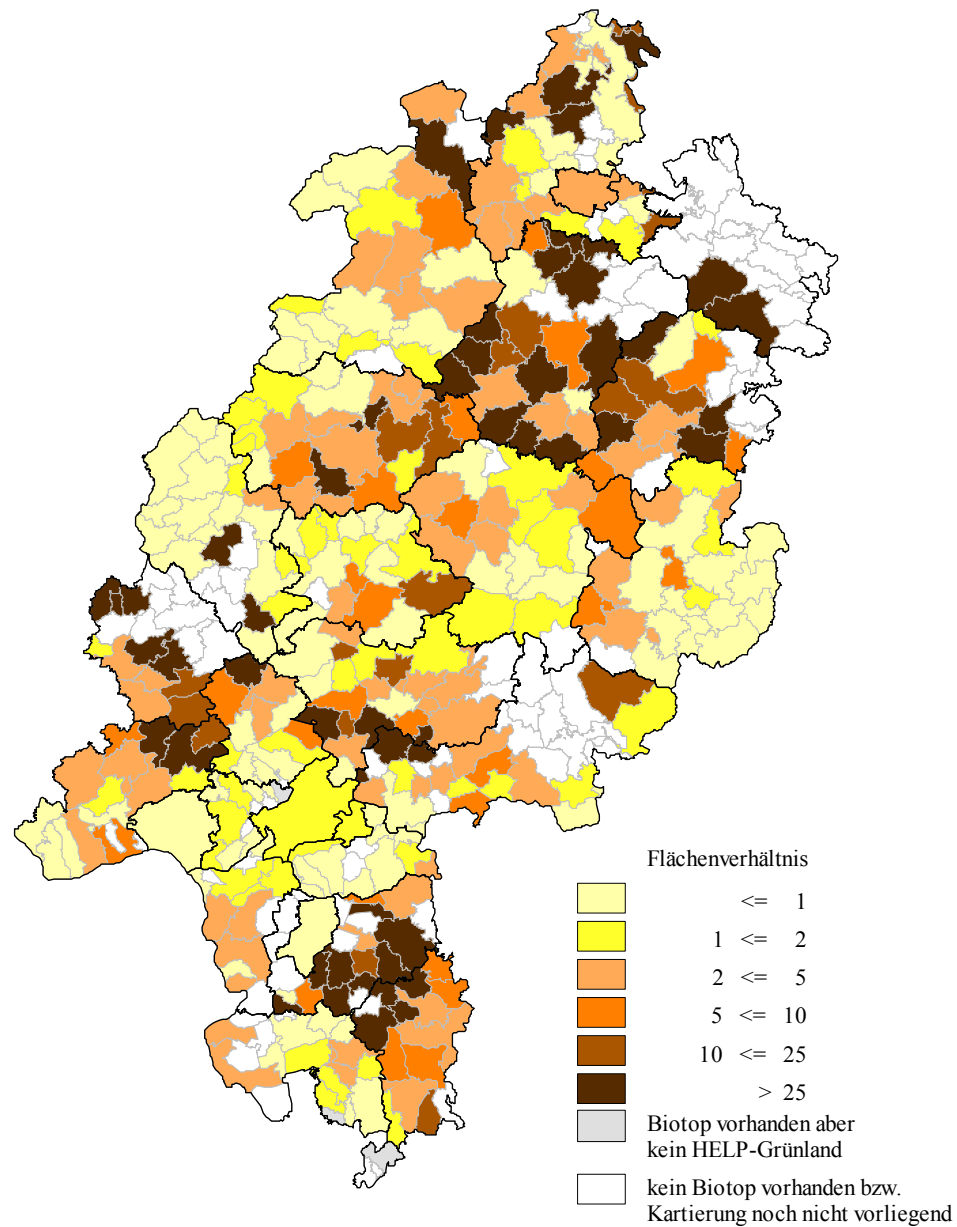 Flächenverhältnis
<= 1
1 <= 2
2 <= 5
5 <= 10
10 <= 25
> 25
Biotop vorhanden aber
kein HELP-Grünland
kein Biotop vorhanden bzw.
Kartierung noch nicht vorliegend